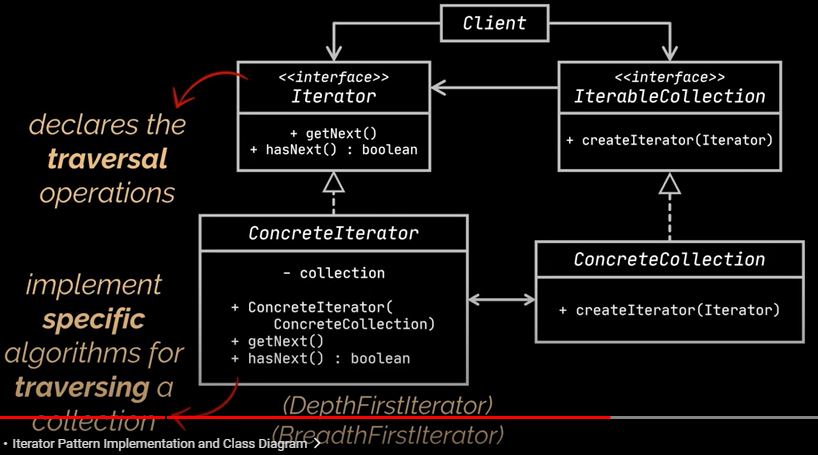 Client
<<interface>>
Iterator
+ getNext()
+ hasNext() : boolean
<<interface>>
IterableCollection
+ createIterator(Iterator)
declares the
traversal
operations
ConcreteIterator
- collection
+ ConcreteIterator(
ConcreteCollection)
+ getNext()
+ hasNext() : boolean
ConcreteCollection
+ createIterator(Iterator)
implement
specific
algorithms for
traversing a
collection
(DepthFirstIterator)
(BreadthFirstIterator)
• Iterator Pattern Implementation and Class Diagram >